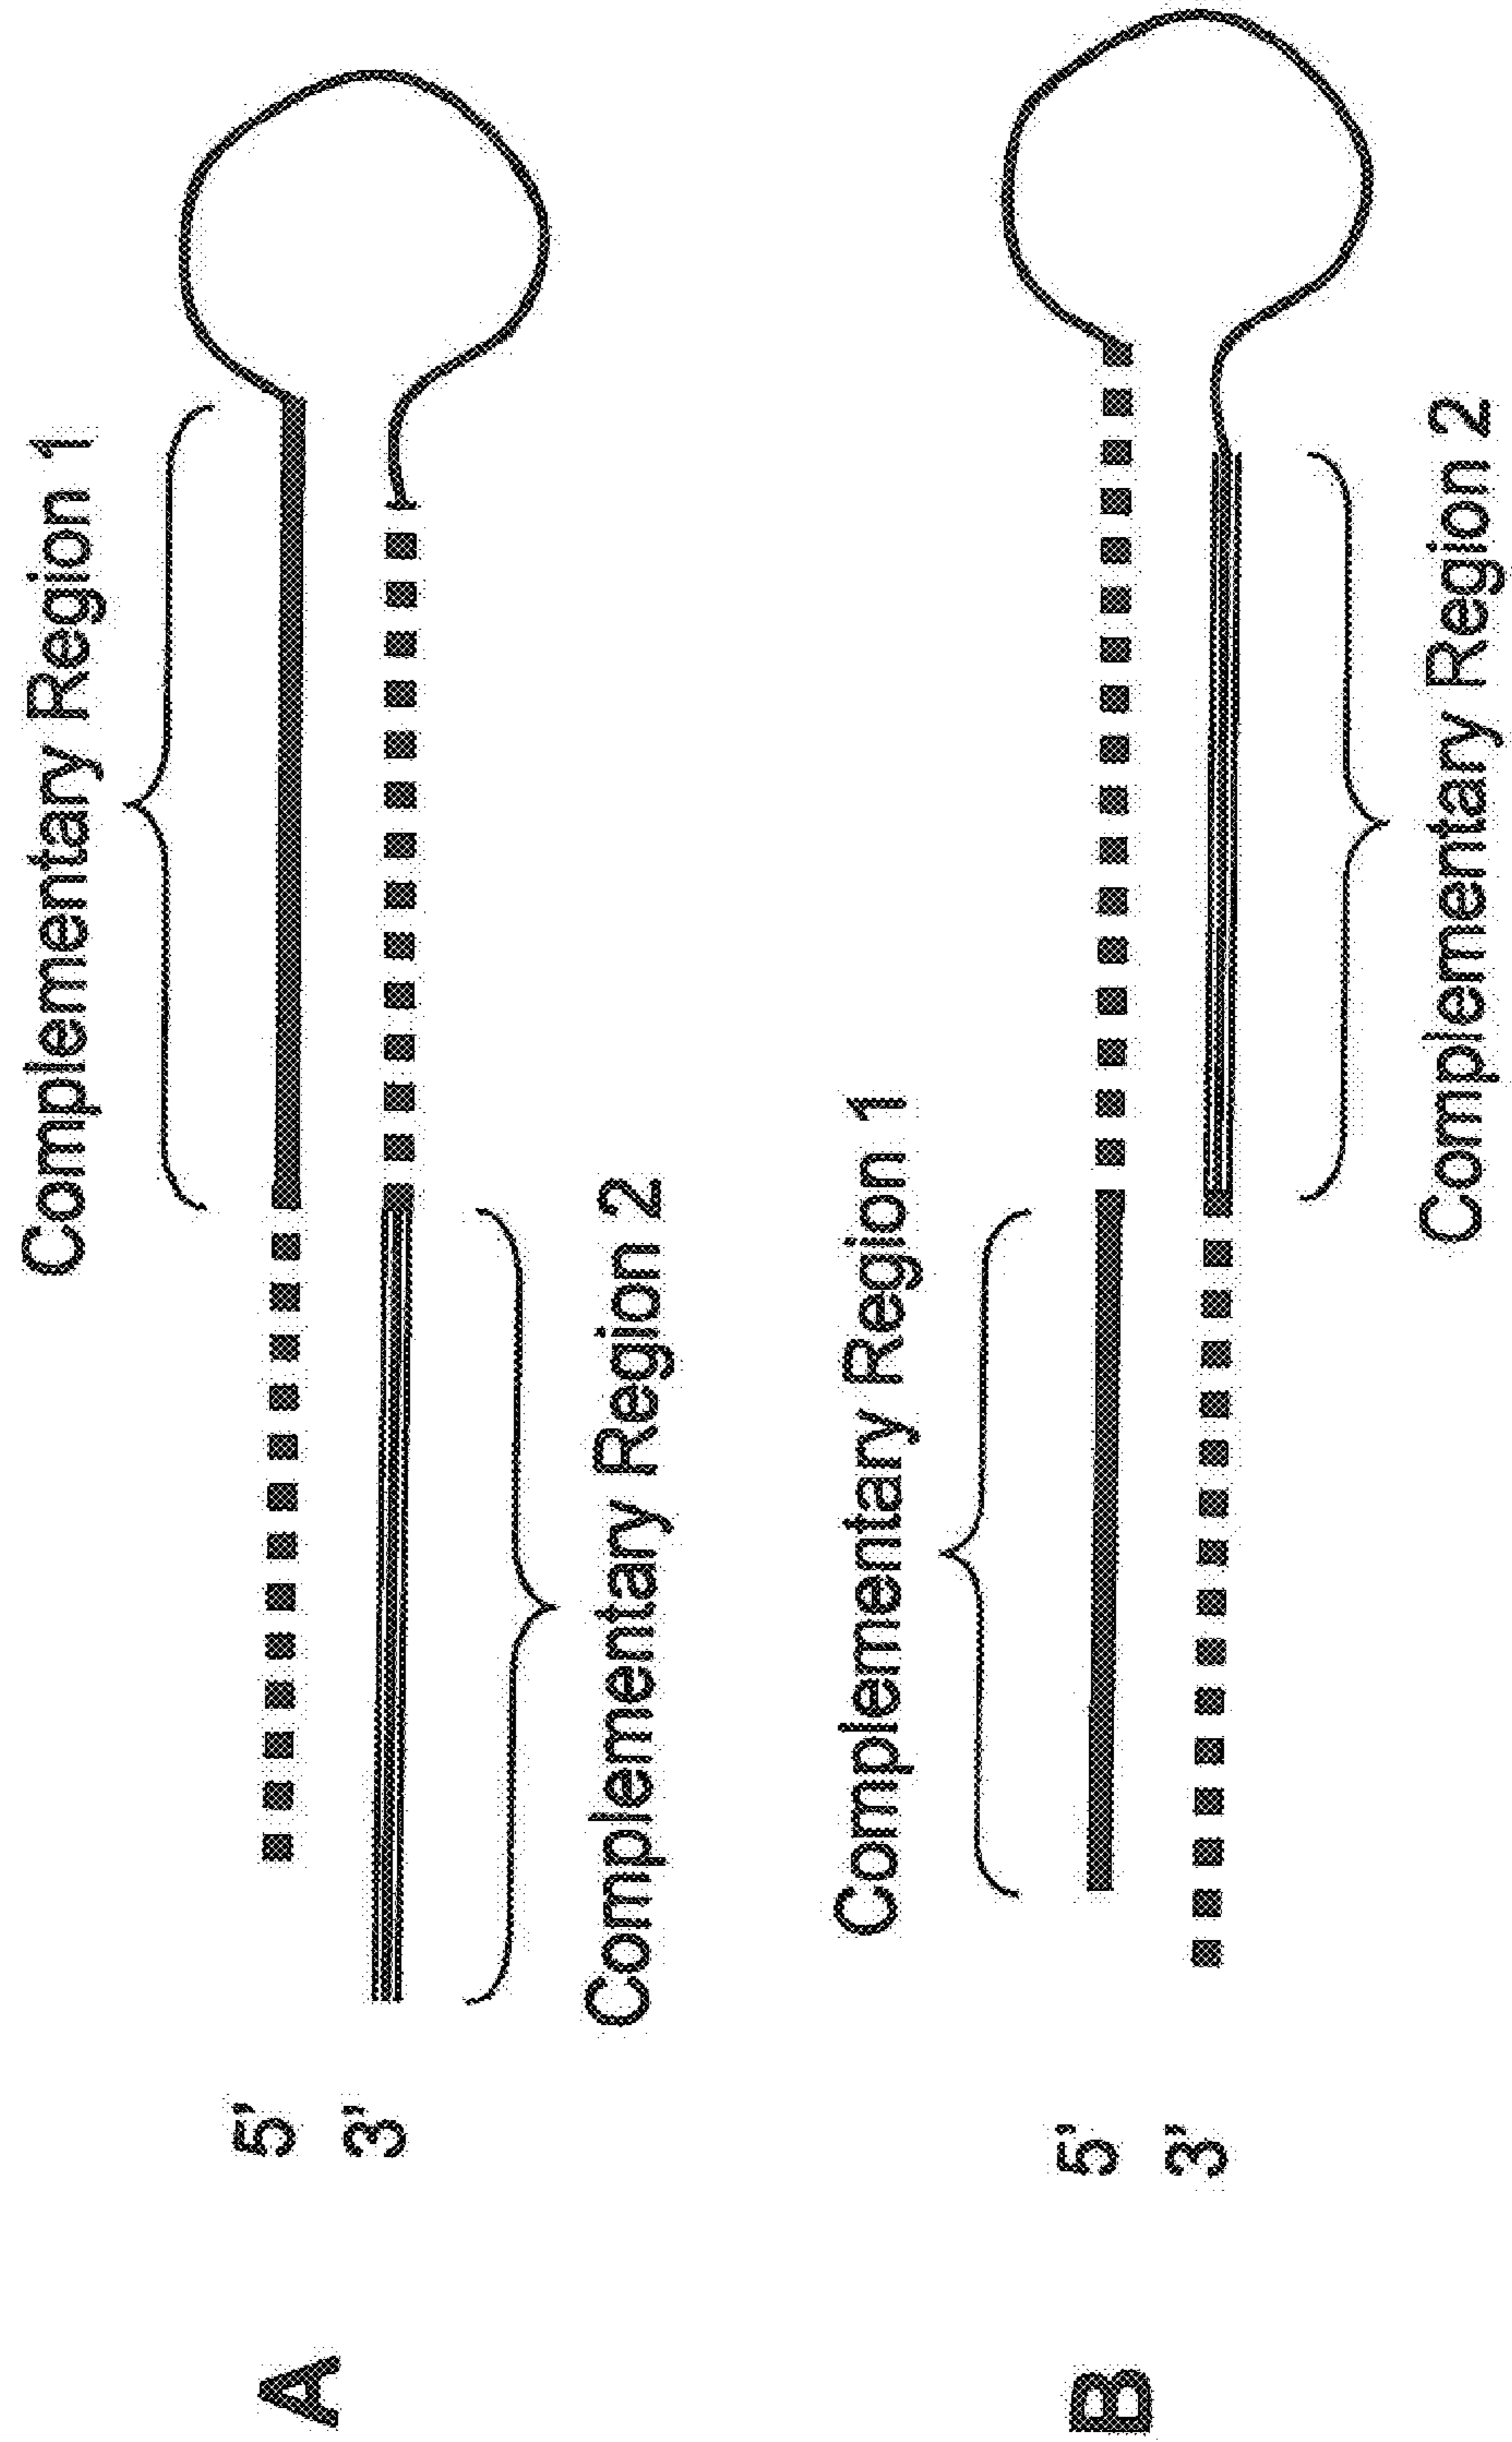 Complementary Region 1
A
5'
3'
Complementary Region 2
Complementary Region 1
B
5'
3'
Complementary Region 2